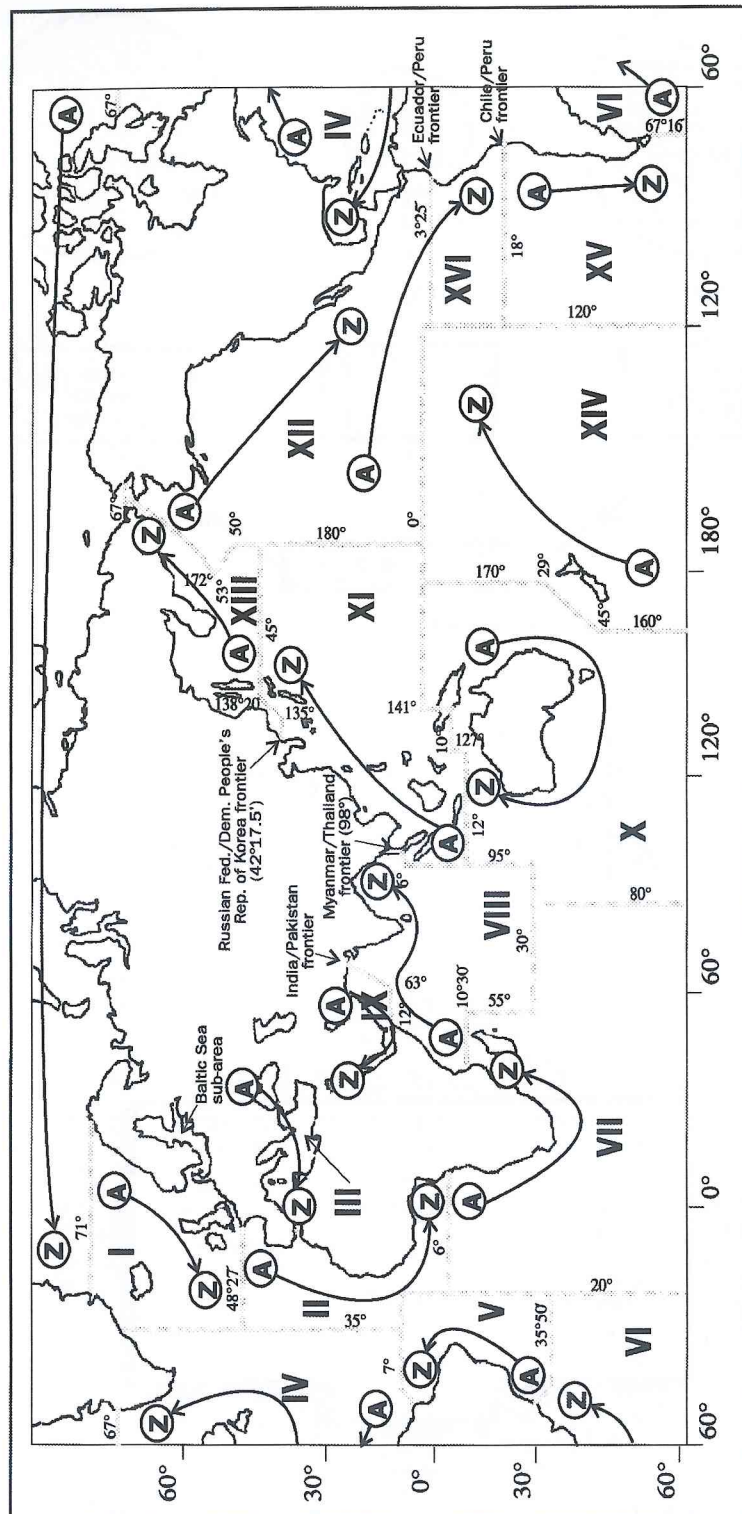 60°
30°
0°
30°
60°
60°
0°
60°
120°
180°
120°
60°
A
67°
Z
71°
I
A
Z
Baltic Sea
sub-area
67°
Z
IV
A
48°27′
II
35°
A
Z
III
A
Z
IX
A
12°
India/Pakistan
frontier
63°
Z
6°
Myanmar/Thailand
frontier (98°)
Russian Fed./Dem. People's
Rep. of Korea frontier
(42°17.5′)
7°
V
Z
A
35°50′
VI
Z
20°
6°
Z
A
VII
Z
A
10°30′
55°
VIII
30°
95°
80°
X
12°
A
10°
127°
141°
Z
A
135°
138°20′
Z
45°
XIII
A
53°
172°
Z
67°
XI
180°
50°
A
XII
Z
A
0°
170°
29°
45°
160°
A
XIV
Z
120°
XV
18°
XVI
3°25′
Z
A
Z
Ecuador/Peru
frontier
Chile/Peru
frontier
IV
A
Z
67°
VI
A
67°16′